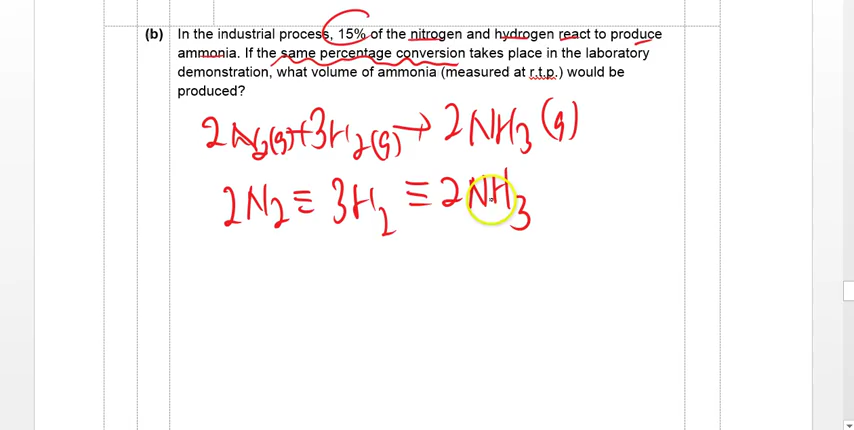 (b) In the industrial process, 15% of the nitrogen and hydrogen react to produce
ammonia. If the same percentage conversion takes place in the laboratory
demonstration, what volume of ammonia (measured at r.t.p.) would be
produced?
2N₂(g)+3H₂(g)→2NH₃(g)
2N₂≡3H₂≡2NH₃